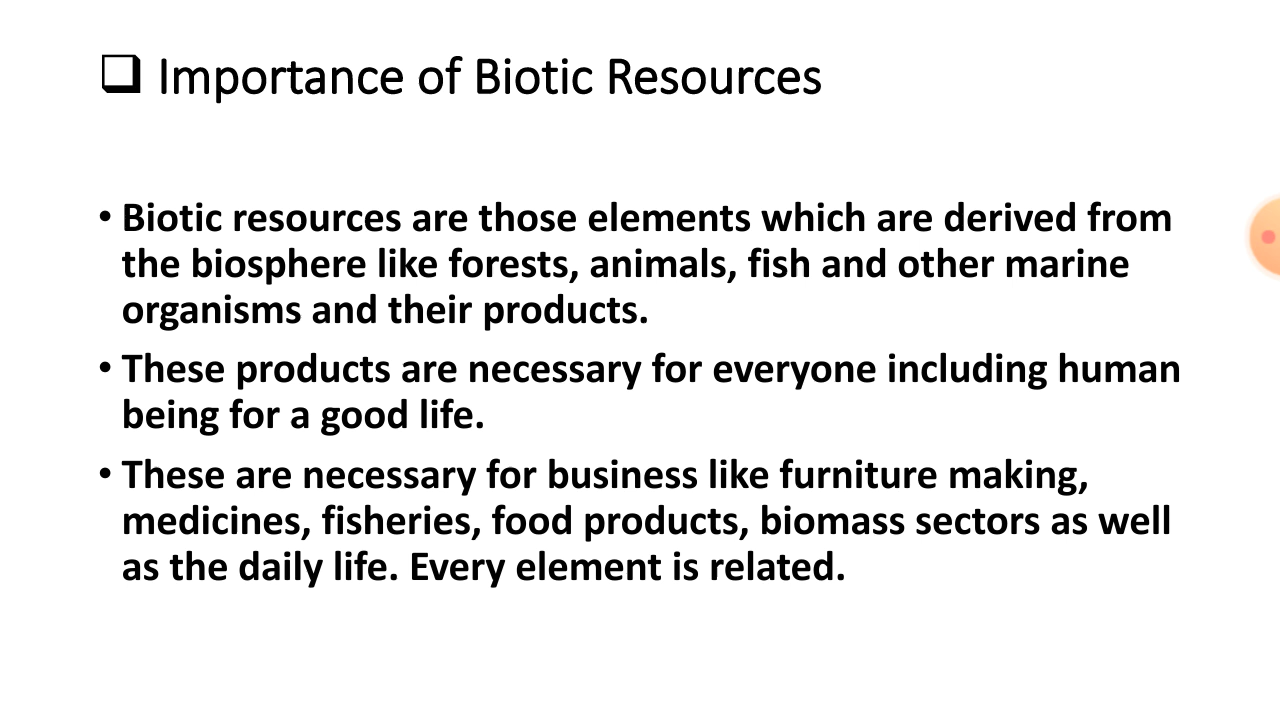 ❑ Importance of Biotic Resources
• Biotic resources are those elements which are derived from
the biosphere like forests, animals, fish and other marine
organisms and their products.
• These products are necessary for everyone including human
being for a good life.
• These are necessary for business like furniture making,
medicines, fisheries, food products, biomass sectors as well
as the daily life. Every element is related.